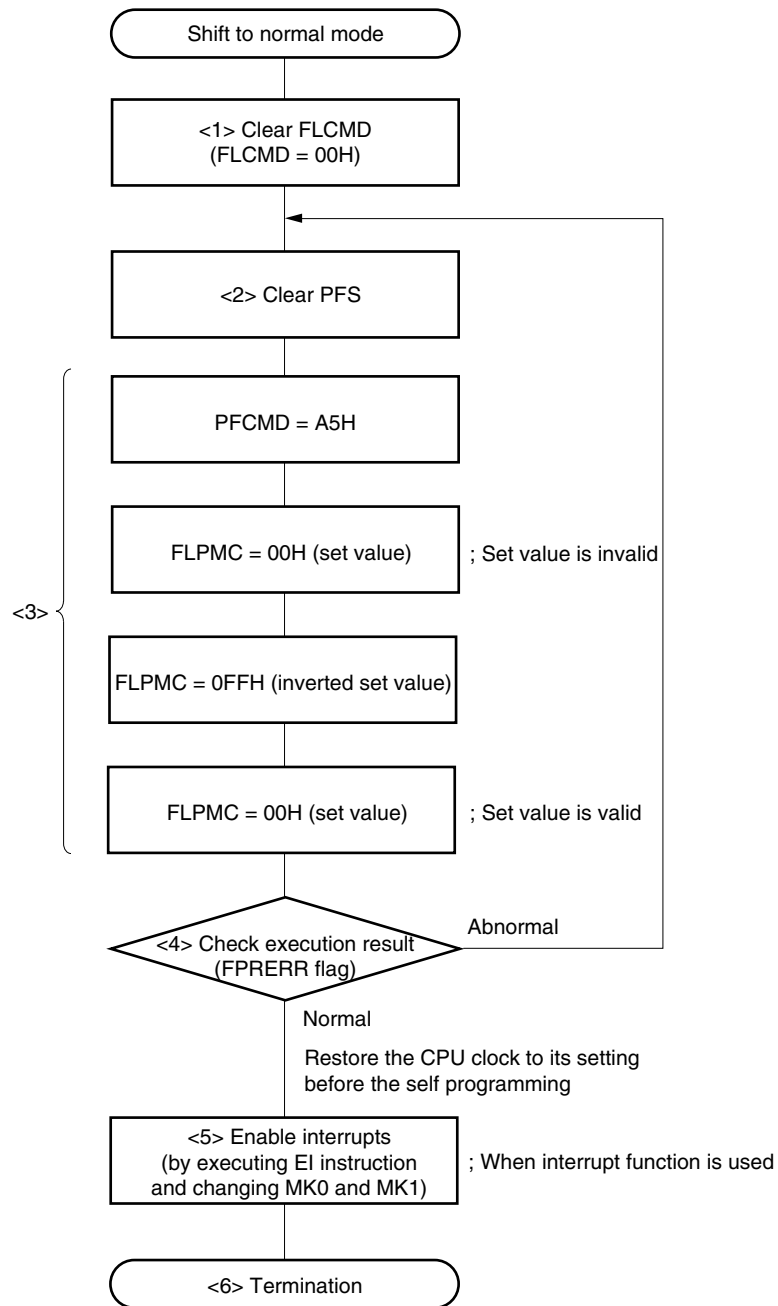 Shift to normal mode
<1> Clear FLCMD
(FLCMD = 00H)
<2> Clear PFS
<3>
PFCMD = A5H
FLPMC = 00H (set value)
; Set value is invalid
FLPMC = 0FFH (inverted set value)
FLPMC = 00H (set value)
; Set value is valid
<4> Check execution result
(FPRERR flag)
Abnormal
Normal
Restore the CPU clock to its setting
before the self programming
<5> Enable interrupts
(by executing EI instruction
and changing MK0 and MK1)
; When interrupt function is used
<6> Termination